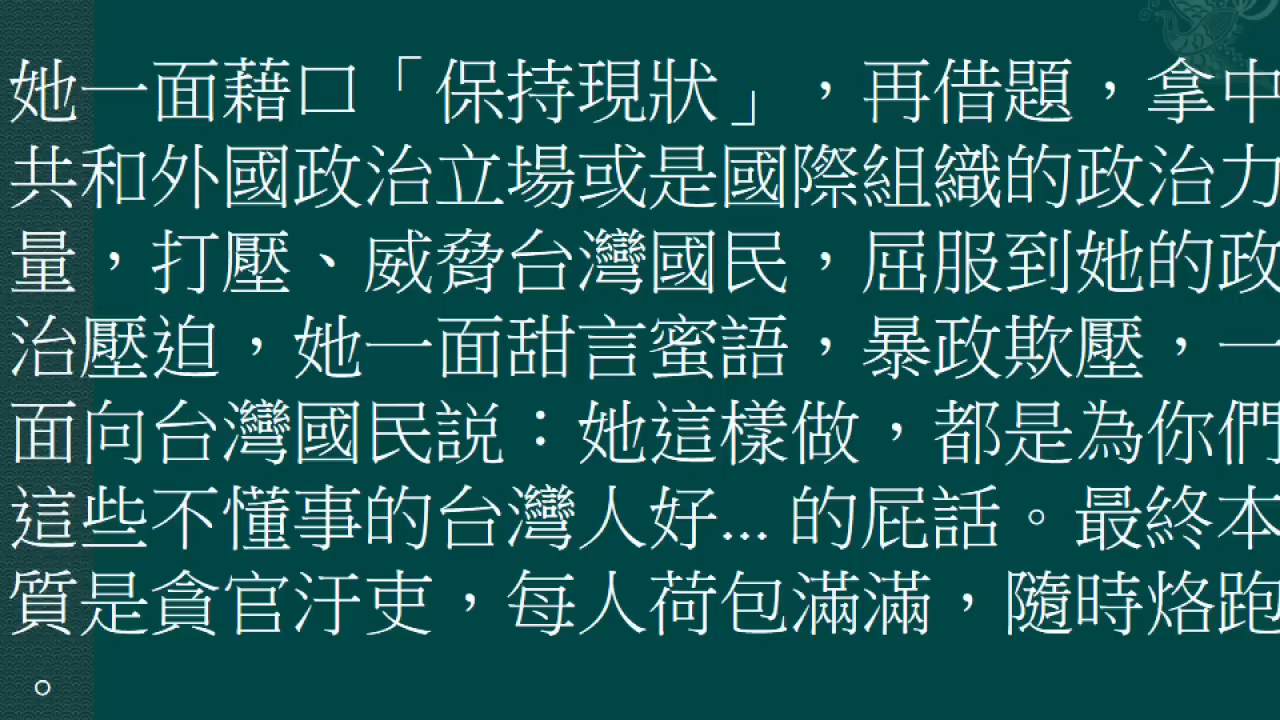 她一面藉口「保持現狀」，再借題，拿中
共和外國政治立場或是國際組織的政治力
量，打壓、威脅台灣國民，屈服到她的政
治壓迫，她一面甜言蜜語，暴政欺壓，一
面向台灣國民説：她這樣做，都是為你們
這些不懂事的台灣人好... 的屁話。最終本
質是貪官汙吏，每人荷包滿滿，隨時烙跑
。